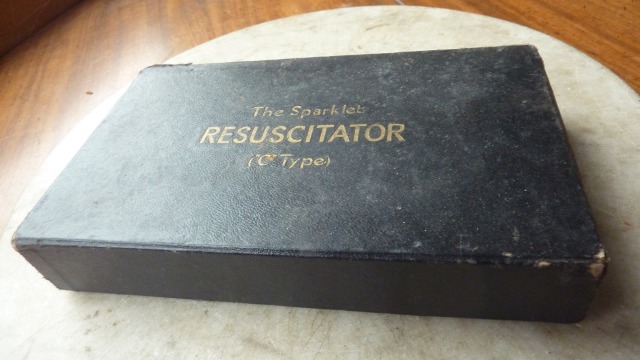 The Sparklet
RESUSCITATOR
("C" Type)